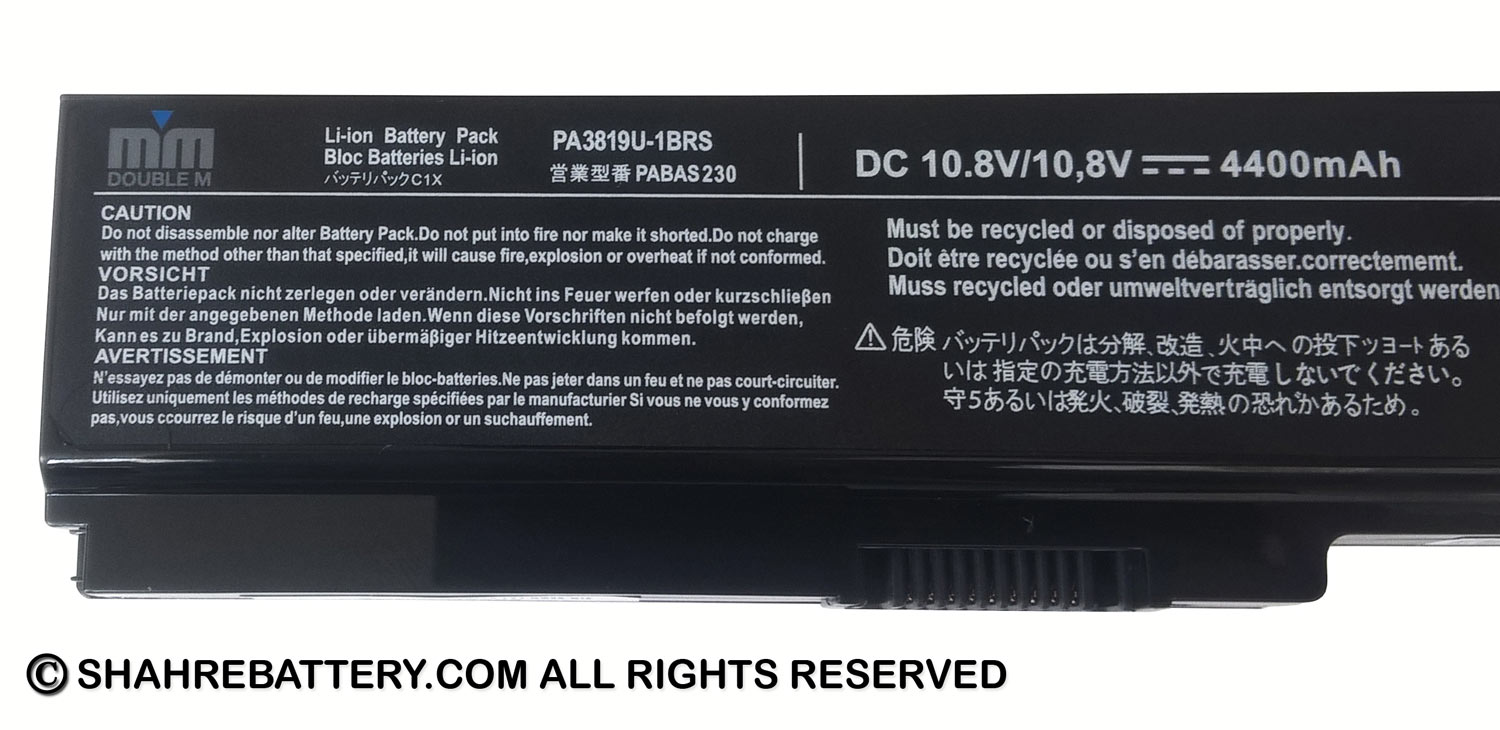 mm
DOUBLE M
Li-ion Battery Pack
Bloc Batteries Li-ion
バッテリパックC1X
PA3819U-1BRS
営業型番 PABAS230
DC 10.8V/10,8V 4400mAh
CAUTION
Do not disassemble nor alter Battery Pack.Do not put into fire nor make it shorted.Do not charge
with the method other than that specified,it will cause fire,explosion or overheat if not conformed.
VORSICHT
Das Batteriepack nicht zerlegen oder verändern.Nicht ins Feuer werfen oder kurzschließen
Nur mit der angegebenen Methode laden.Wenn diese Vorschriften nicht befolgt werden,
Kann es zu Brand,Explosion oder übermäßiger Hitzeentwicklung kommen.
AVERTISSEMENT
N'essayez pas de démonter ou de modifier le bloc-batteries.Ne pas jeter dans un feu et ne pas court-circuiter.
Utilisez uniquement les méthodes de recharge spécifiées par le manufacturier Si vous ne vous y conformez
pas,vous ccourrez le risque d'un feu,une explosion or un suchauffement.
Must be recycled or disposed of properly.
Doit être recyclée ou s'en débarasser.correctememt.
Muss recycled oder umweltverträglich entsorgt werden
⚠危険 バッテリパックは分解、改造、火中への投下ッョートある
いは指定の充電方法以外で充電しないでください。
守5あるいは発火、破裂、発熱の恐れかあるため。
© SHAHREBATTERY.COM ALL RIGHTS RESERVED